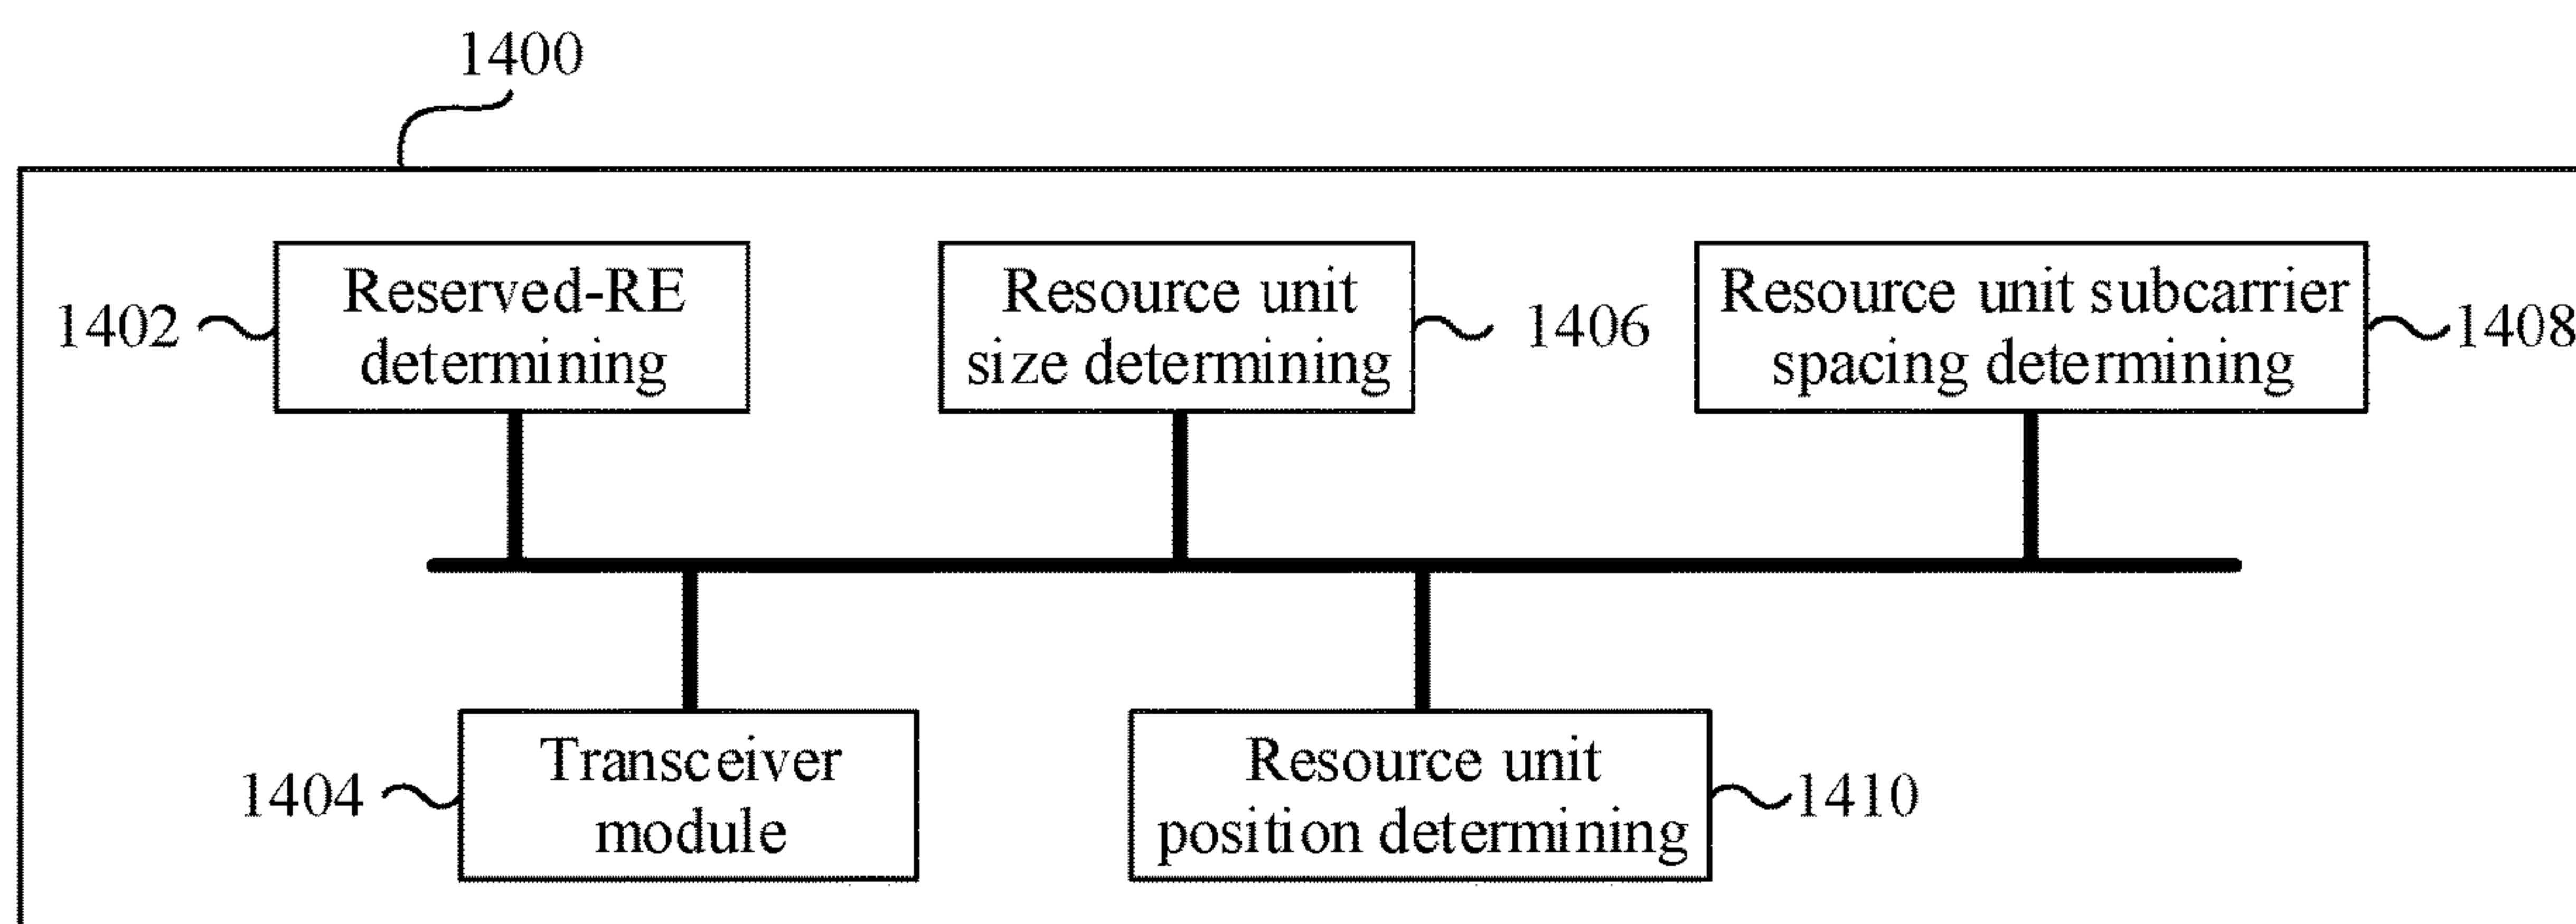 1400
Reserved-RE
determining
1402
Resource unit
size determining
1406
Resource unit subcarrier
spacing determining
1408
Transceiver
module
1404
Resource unit
position determining
1410